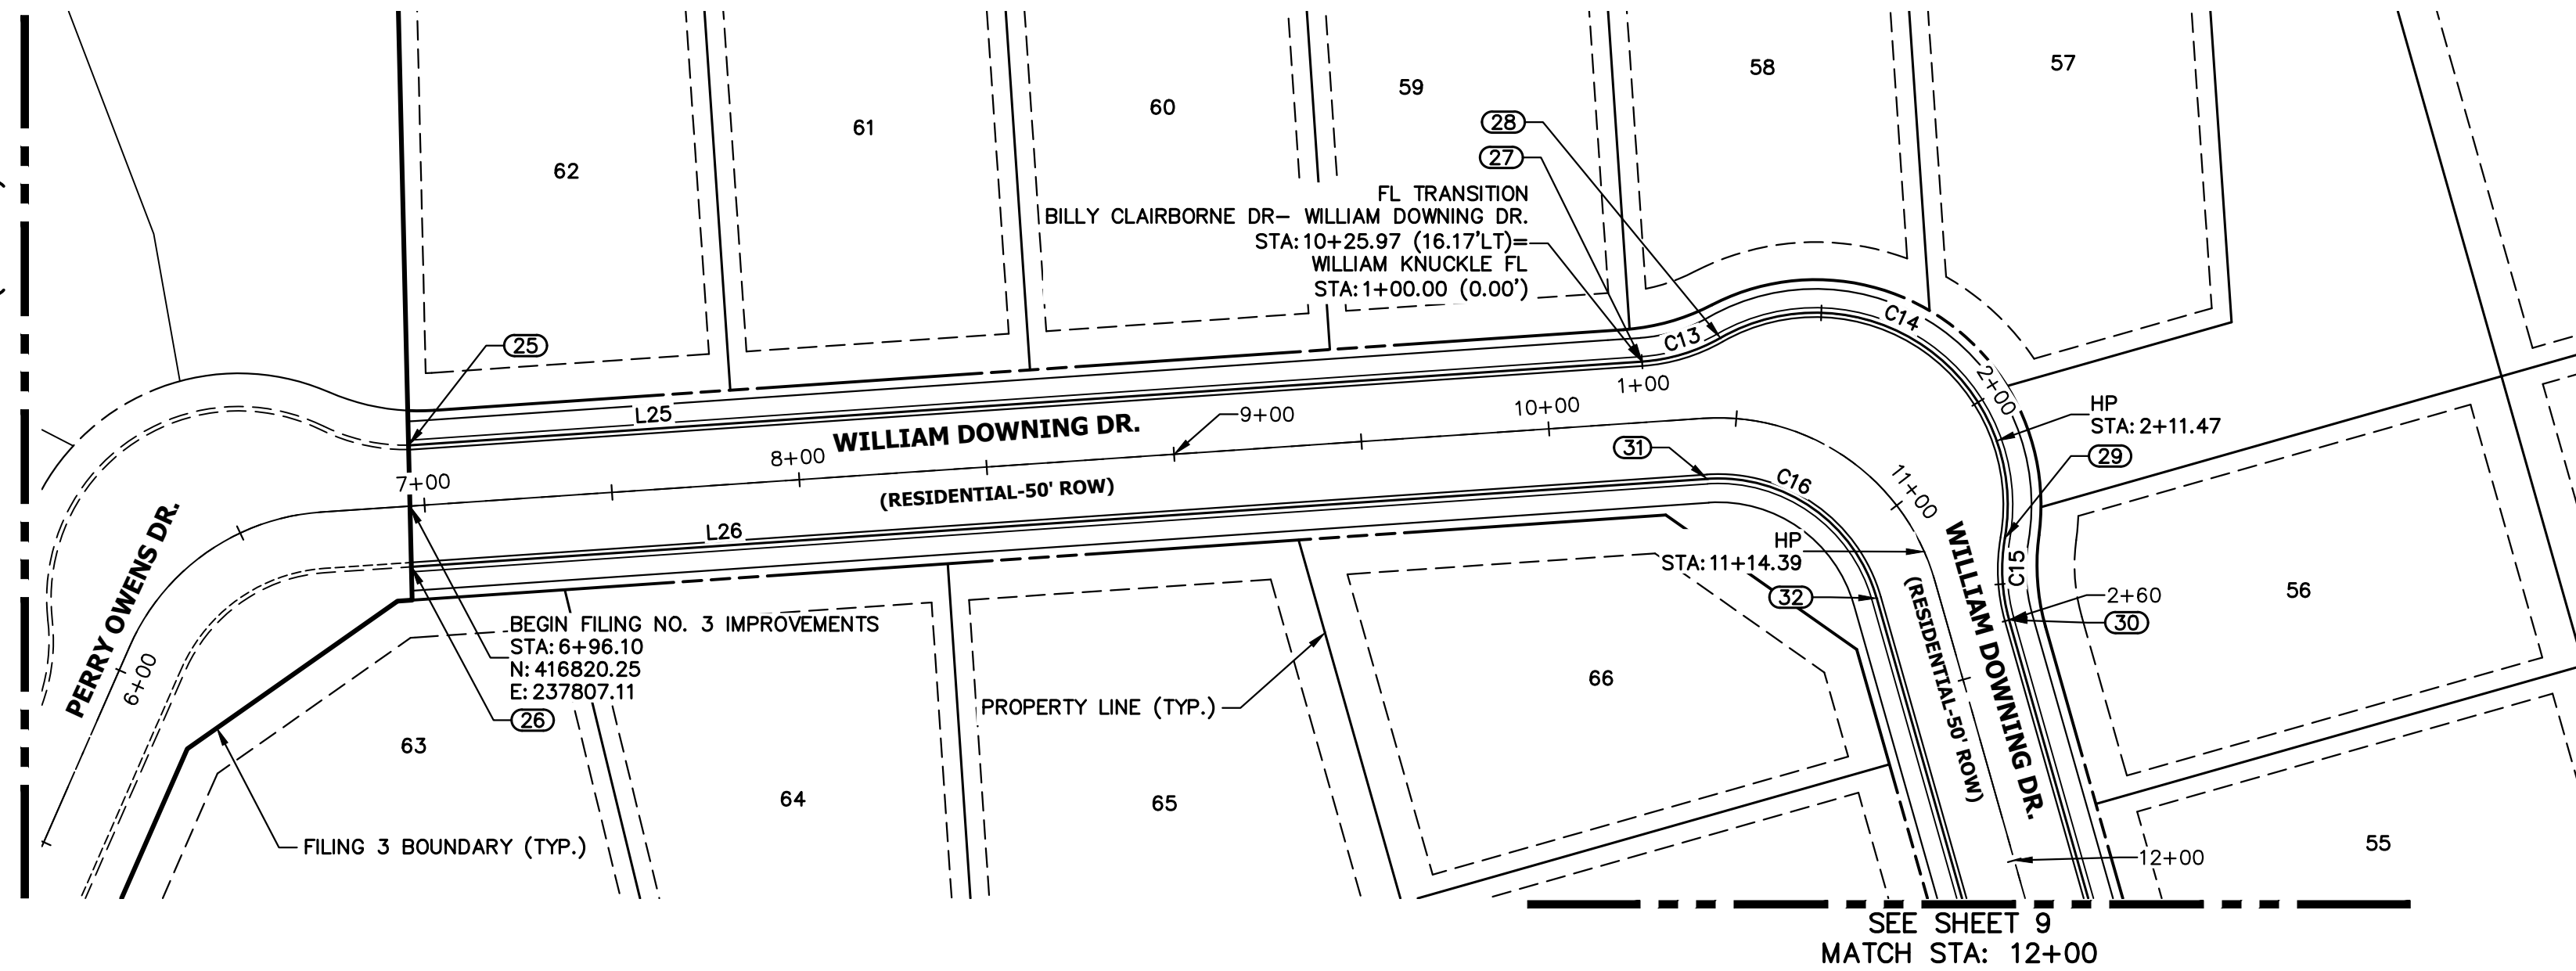 62
61
60
59
58
57
28
27
FL TRANSITION
BILLY CLAIRBORNE DR– WILLIAM DOWNING DR.
STA: 10+25.97 (16.17'LT)=
WILLIAM KNUCKLE FL
STA: 1+00.00 (0.00')
25
C13
C14
1+00
2+00
HP
STA: 2+11.47
29
L25
WILLIAM DOWNING DR.
(RESIDENTIAL-50' ROW)
7+00
8+00
9+00
10+00
11+00
31
C16
L26
HP
STA: 11+14.39
32
C15
2+60
30
56
WILLIAM DOWNING DR.
(RESIDENTIAL-50' ROW)
PERRY OWENS DR.
6+00
BEGIN FILING NO. 3 IMPROVEMENTS
STA: 6+96.10
N: 416820.25
E: 237807.11
26
PROPERTY LINE (TYP.)
66
63
64
65
FILING 3 BOUNDARY (TYP.)
55
12+00
SEE SHEET 9
MATCH STA: 12+00